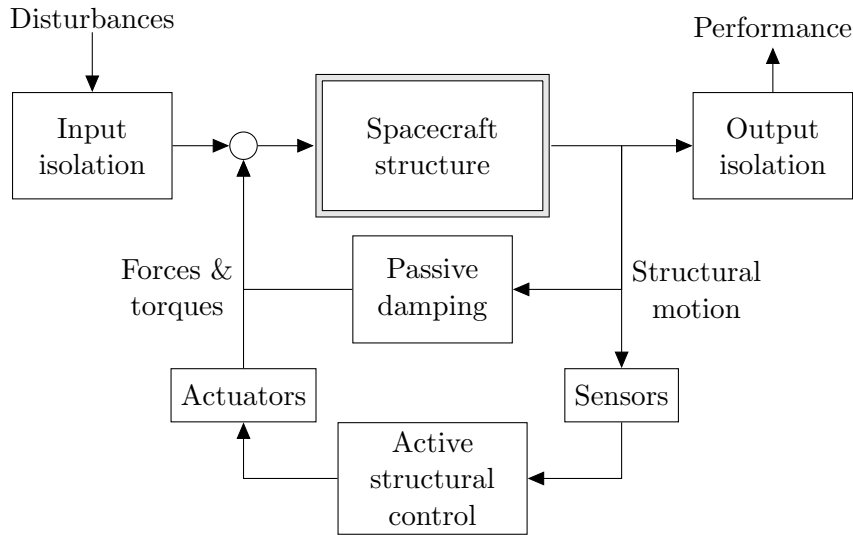 Disturbances
Performance
Input
isolation
Spacecraft
structure
Output
isolation
Forces &
torques
Passive
damping
Structural
motion
Actuators
Sensors
Active
structural
control